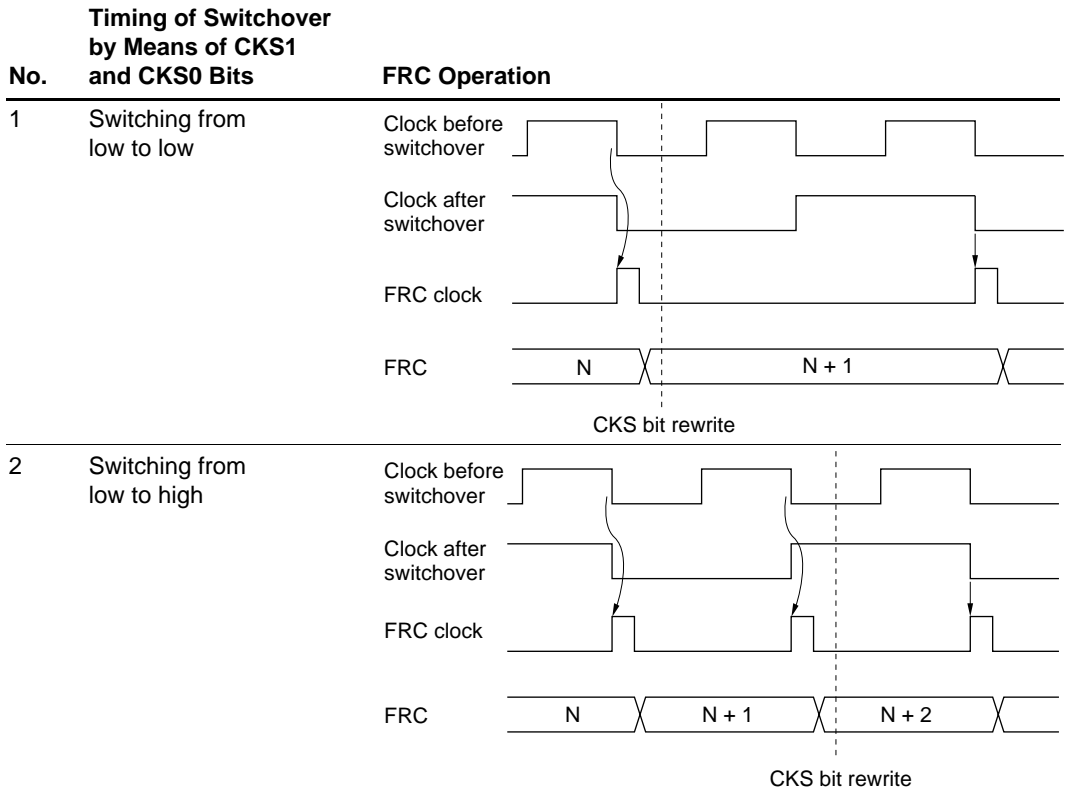 No.
Timing of Switchover
by Means of CKS1
and CKS0 Bits
FRC Operation
1
Switching from
low to low
Clock before
switchover
Clock after
switchover
FRC clock
FRC
N
N + 1
CKS bit rewrite
2
Switching from
low to high
Clock before
switchover
Clock after
switchover
FRC clock
FRC
N
N + 1
N + 2
CKS bit rewrite